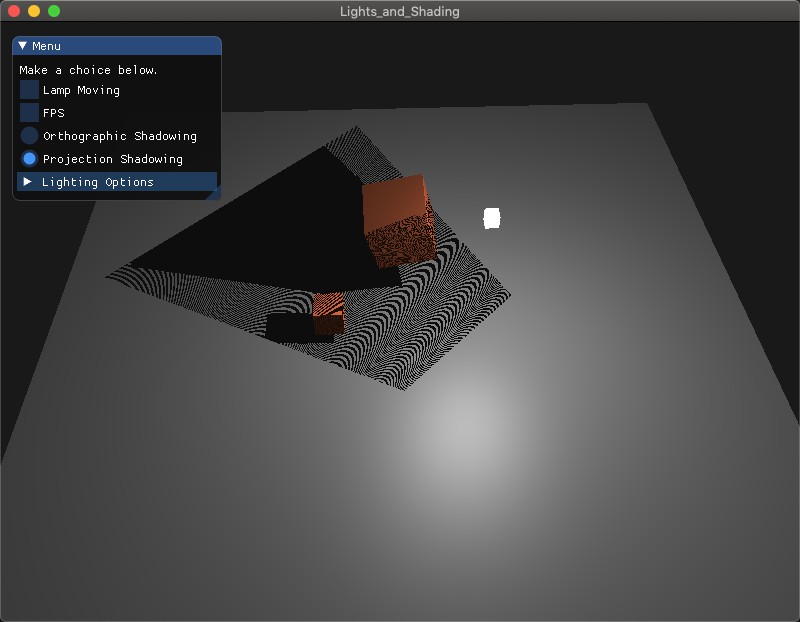 Lights_and_Shading
Menu
Make a choice below.
Lamp Moving
FPS
Orthographic Shadowing
Projection Shadowing
Lighting Options